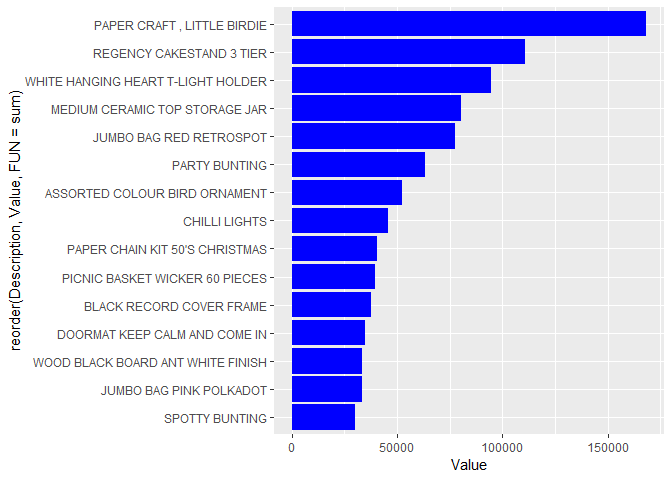 PAPER CRAFT , LITTLE BIRDIE
REGENCY CAKESTAND 3 TIER
WHITE HANGING HEART T-LIGHT HOLDER
MEDIUM CERAMIC TOP STORAGE JAR
JUMBO BAG RED RETROSPOT
PARTY BUNTING
ASSORTED COLOUR BIRD ORNAMENT
CHILLI LIGHTS
PAPER CHAIN KIT 50'S CHRISTMAS
PICNIC BASKET WICKER 60 PIECES
BLACK RECORD COVER FRAME
DOORMAT KEEP CALM AND COME IN
WOOD BLACK BOARD ANT WHITE FINISH
JUMBO BAG PINK POLKADOT
SPOTTY BUNTING
reorder(Description, Value, FUN = sum)
0 50000 100000 150000
Value